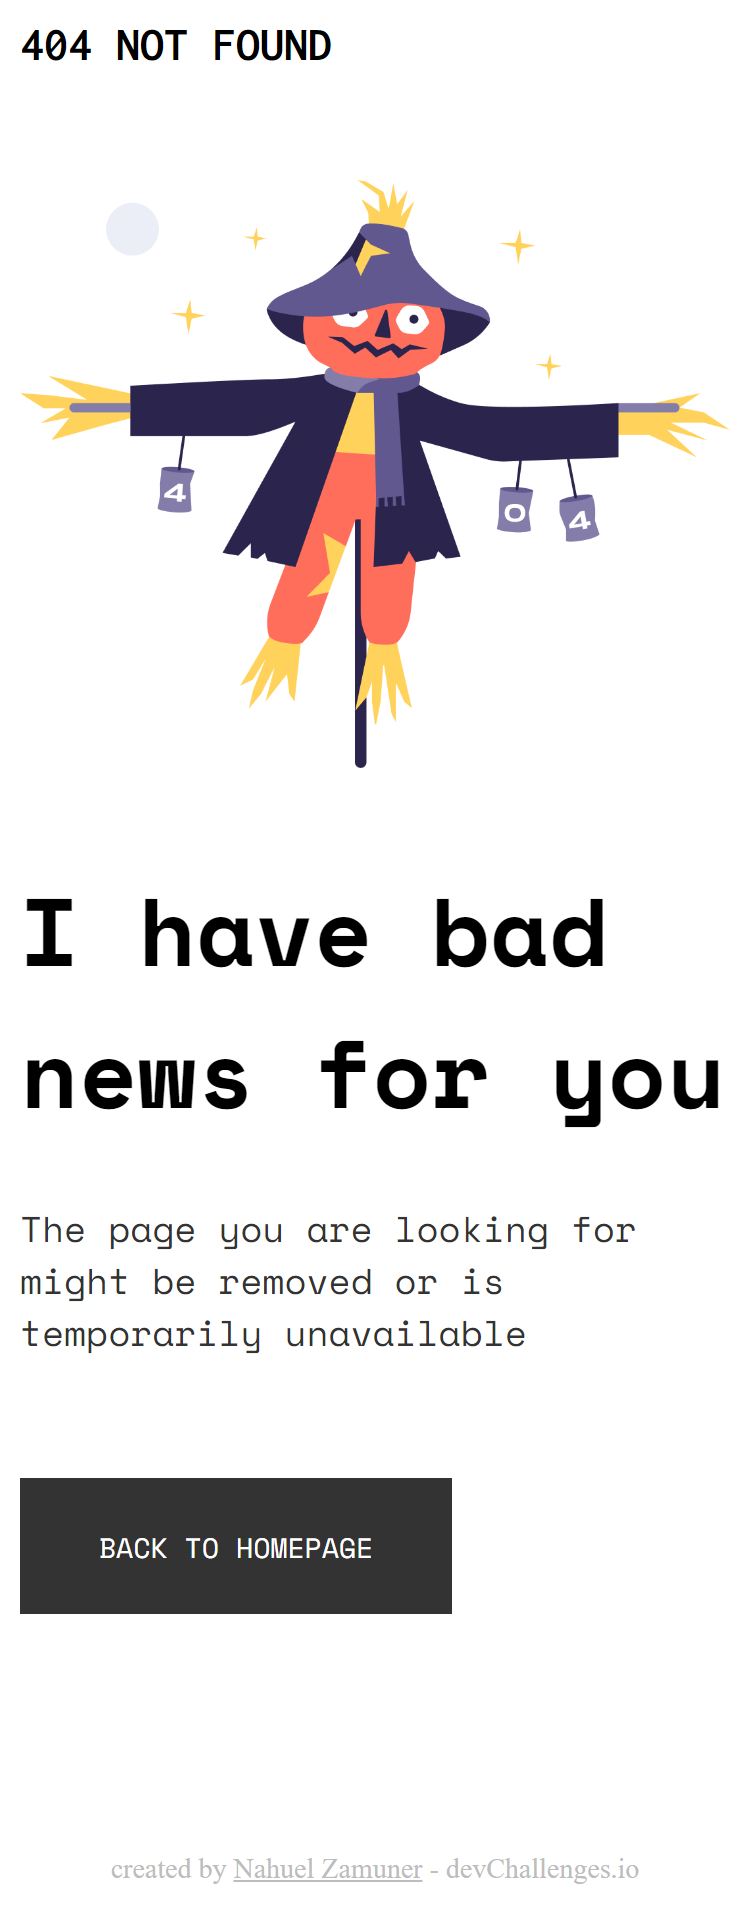 404 NOT FOUND
4
0
4
I have bad
news for you
The page you are looking for
might be removed or is
temporarily unavailable
BACK TO HOMEPAGE
created by Nahuel Zamuner - devChallenges.io